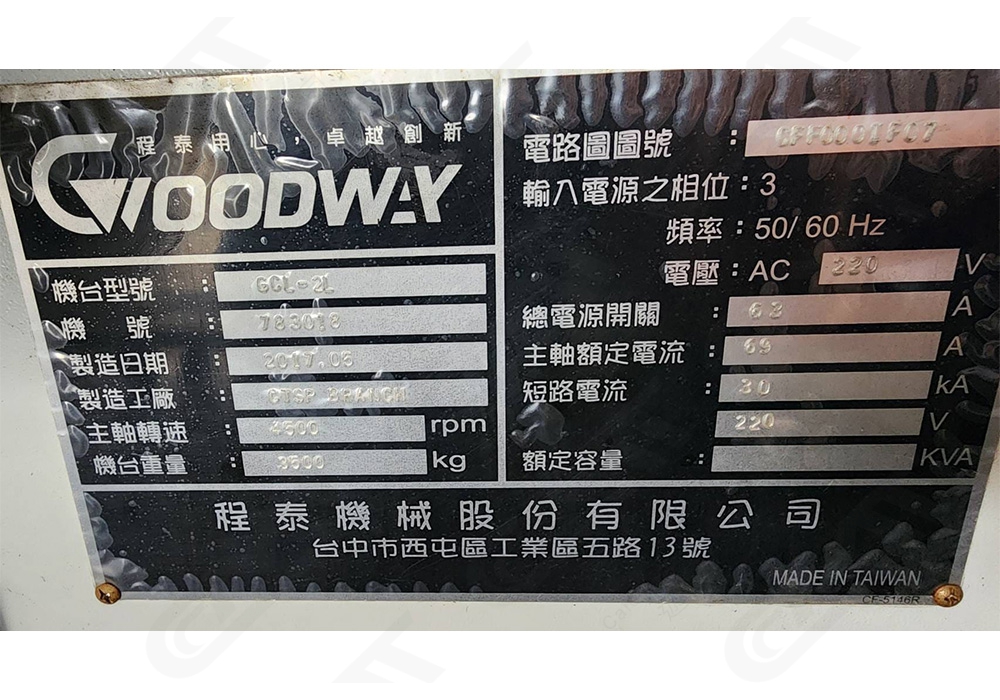 程泰用心，卓越創新
GOODWAY
機台型號 : GCL-2L
機 號 : 783018
製造日期 : 2017.05
製造工廠 : CTSP BRANCH
主軸轉速 : 4500 rpm
機台重量 : 3500 kg
電路圖圖號 :
輸入電源之相位 : 3
頻率 : 50/ 60 Hz
電壓 : AC 220 V
總電源開關 : 63 A
主軸額定電流 : 69 A
短路電流 : 30 kA
220 V
額定容量 : KVA
程泰機械股份有限公司
台中市西屯區工業區五路13號
MADE IN TAIWAN
CF-5146R